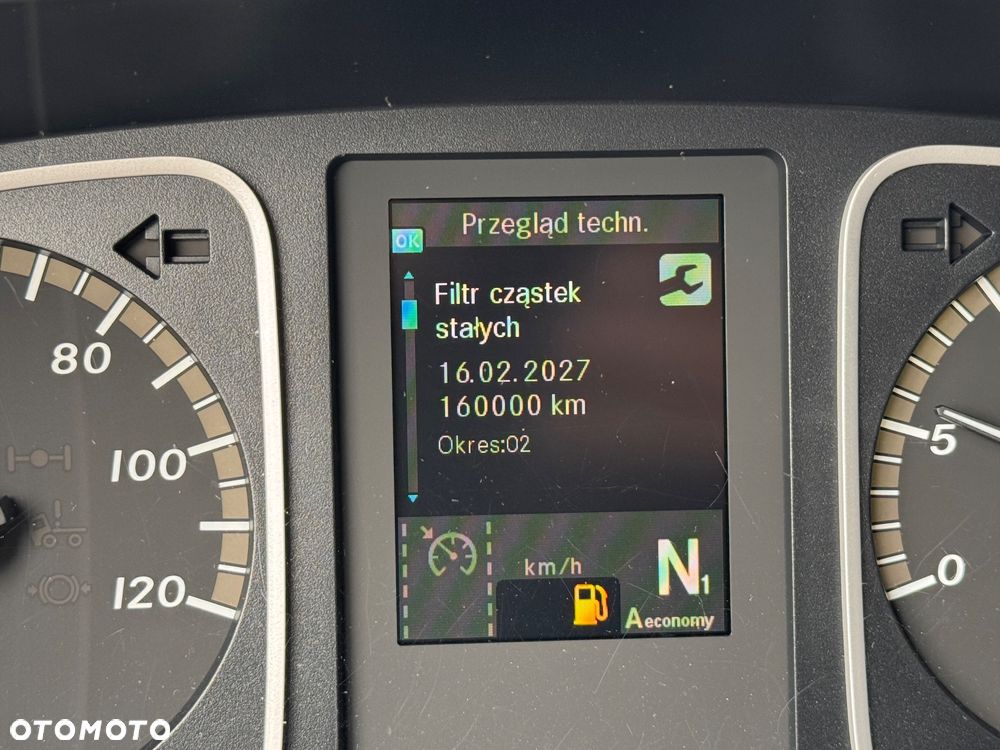 Przegląd techn.
OK
Filtr cząstek
stałych
16.02.2027
160000 km
Okres:02
km/h
N1
A economy
80
100
120
5
0
OTOMOTO